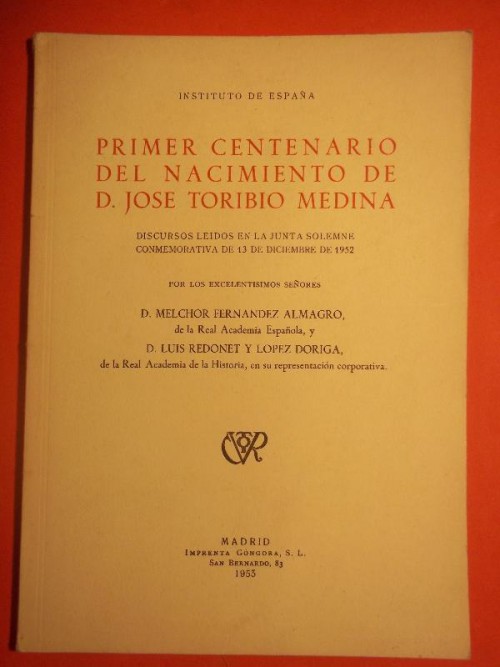 INSTITUTO DE ESPAÑA
PRIMER CENTENARIO
DEL NACIMIENTO DE
D. JOSE TORIBIO MEDINA
DISCURSOS LEIDOS EN LA JUNTA SOLEMNE
CONMEMORATIVA DE 13 DE DICIEMBRE DE 1952
POR LOS EXCELENTISIMOS SEÑORES
D. MELCHOR FERNANDEZ ALMAGRO,
de la Real Academia Española, y
D. LUIS REDONET Y LOPEZ DORIGA,
de la Real Academia de la Historia, en su representación corporativa.
MADRID
IMPRENTA GÓNGORA, S. L.
SAN BERNARDO, 83
1953